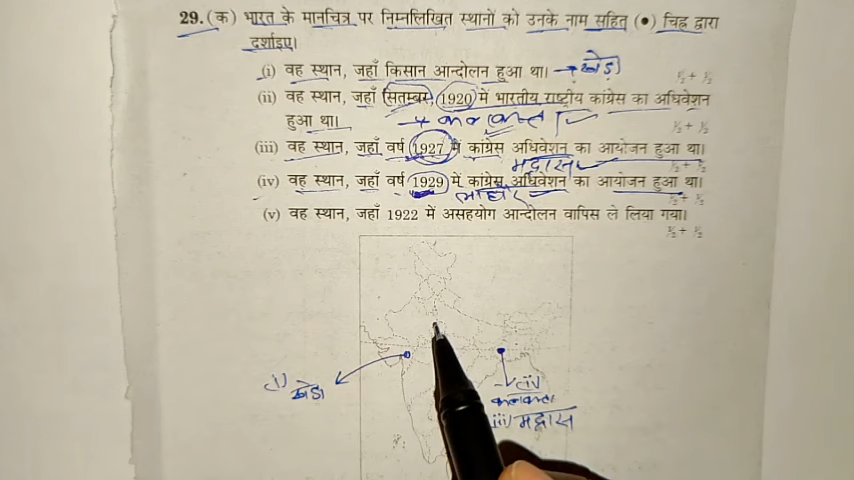 29. (क) भारत के मानचित्र पर निम्नलिखित स्थानों को उनके नाम सहित (●) चिह्न द्वारा
दर्शाइए।
(i) वह स्थान, जहाँ किसान आन्दोलन हुआ था। → खेड़ा
½ + ½
(ii) वह स्थान, जहाँ सितम्बर, 1920 में भारतीय राष्ट्रीय कांग्रेस का अधिवेशन
हुआ था। → कलकत्ता
½ + ½
(iii) वह स्थान, जहाँ वर्ष 1927 में कांग्रेस अधिवेशन का आयोजन हुआ था।
मद्रास ½ + ½
(iv) वह स्थान, जहाँ वर्ष 1929 में कांग्रेस अधिवेशन का आयोजन हुआ था।
लाहौर ½ + ½
(v) वह स्थान, जहाँ 1922 में असहयोग आन्दोलन वापिस ले लिया गया।
½ + ½
(i) खेडा
(ii)
कलकत्ता
(iii) मद्रास